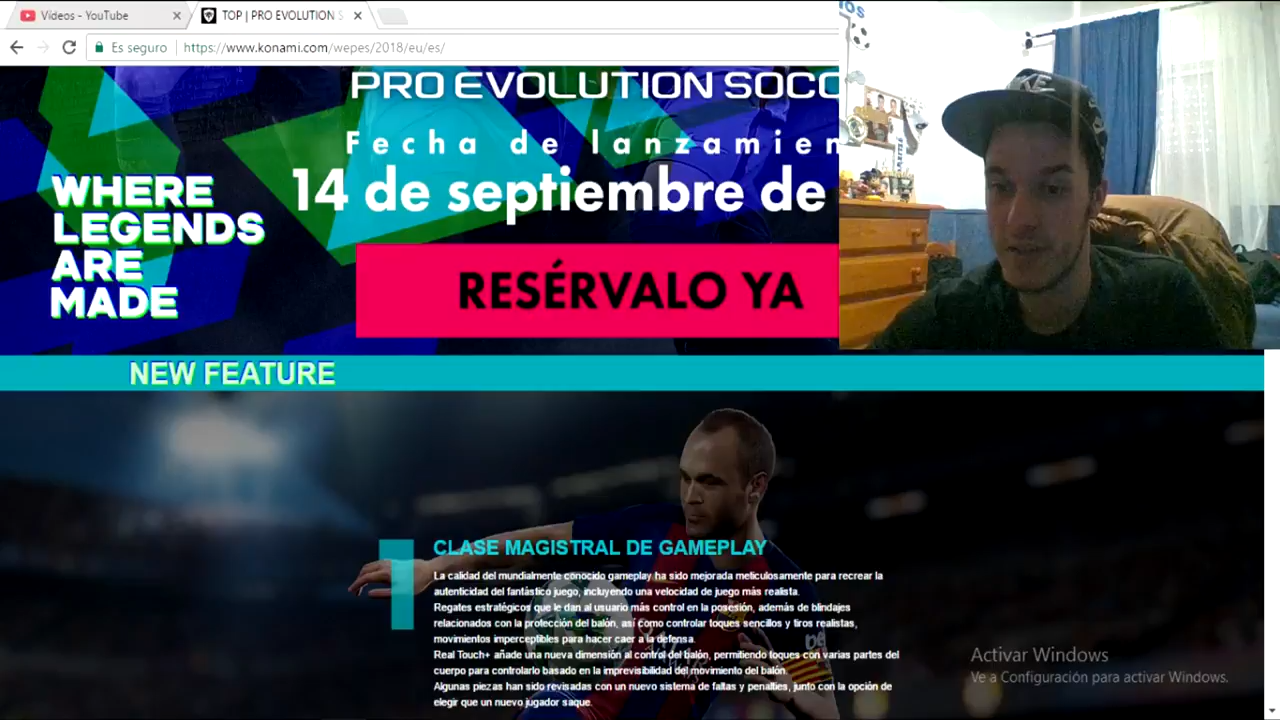 Vídeos - YouTube
TOP | PRO EVOLUTION S
Es seguro
https://www.konami.com/wepes/2018/eu/es/
PRO EVOLUTION SOCC
Fecha de lanzamien
14 de septiembre de
WHERE
LEGENDS
ARE
MADE
RESÉRVALO YA
NEW FEATURE
1
CLASE MAGISTRAL DE GAMEPLAY
La calidad del mundialmente conocido gameplay ha sido mejorada meticulosamente para recrear la
autenticidad del fantástico juego, incluyendo una velocidad de juego más realista.
Regates estratégicos que le dan al usuario más control en la posesión, además de blindajes
relacionados con la protección del balón, así como controlar toques sencillos y tiros realistas,
movimientos imperceptibles para hacer caer a la defensa.
Real Touch+ añade una nueva dimensión al control del balón, permitiendo toques con varias partes del
cuerpo para controlarlo basado en la imprevisibilidad del movimiento del balón.
Algunas piezas han sido revisadas con un nuevo sistema de faltas y penalties, junto con la opción de
elegir que un nuevo jugador saque.
Activar Windows
Ve a Configuración para activar Windows.